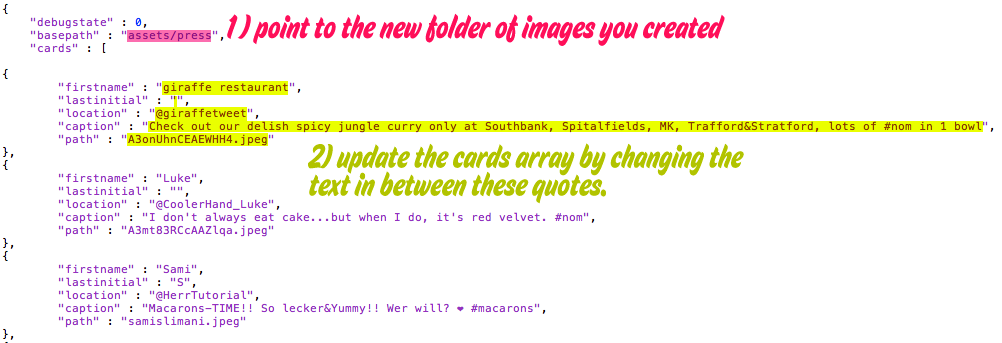 {
"debugstate" : 0,
"basepath" : "assets/press", 1) point to the new folder of images you created
"cards" : [
{
"firstname" : "giraffe restaurant",
"lastinitial" : "",
"location" : "@giraffetweet",
"caption" : "Check out our delish spicy jungle curry only at Southbank, Spitalfields, MK, Trafford&Stratford, lots of #nom in 1 bowl",
"path" : "A3onUhnCEAEWHH4.jpeg"
},
2) update the cards array by changing the
text in between these quotes.
{
"firstname" : "Luke",
"lastinitial" : "",
"location" : "@CoolerHand_Luke",
"caption" : "I don't always eat cake...but when I do, it's red velvet. #nom",
"path" : "A3mt83RCcAAZlqa.jpeg"
},
{
"firstname" : "Sami",
"lastinitial" : "S",
"location" : "@HerrTutorial",
"caption" : "Macarons-TIME!! So lecker&Yummy!! Wer will? ❤ #macarons",
"path" : "samislimani.jpeg"
},